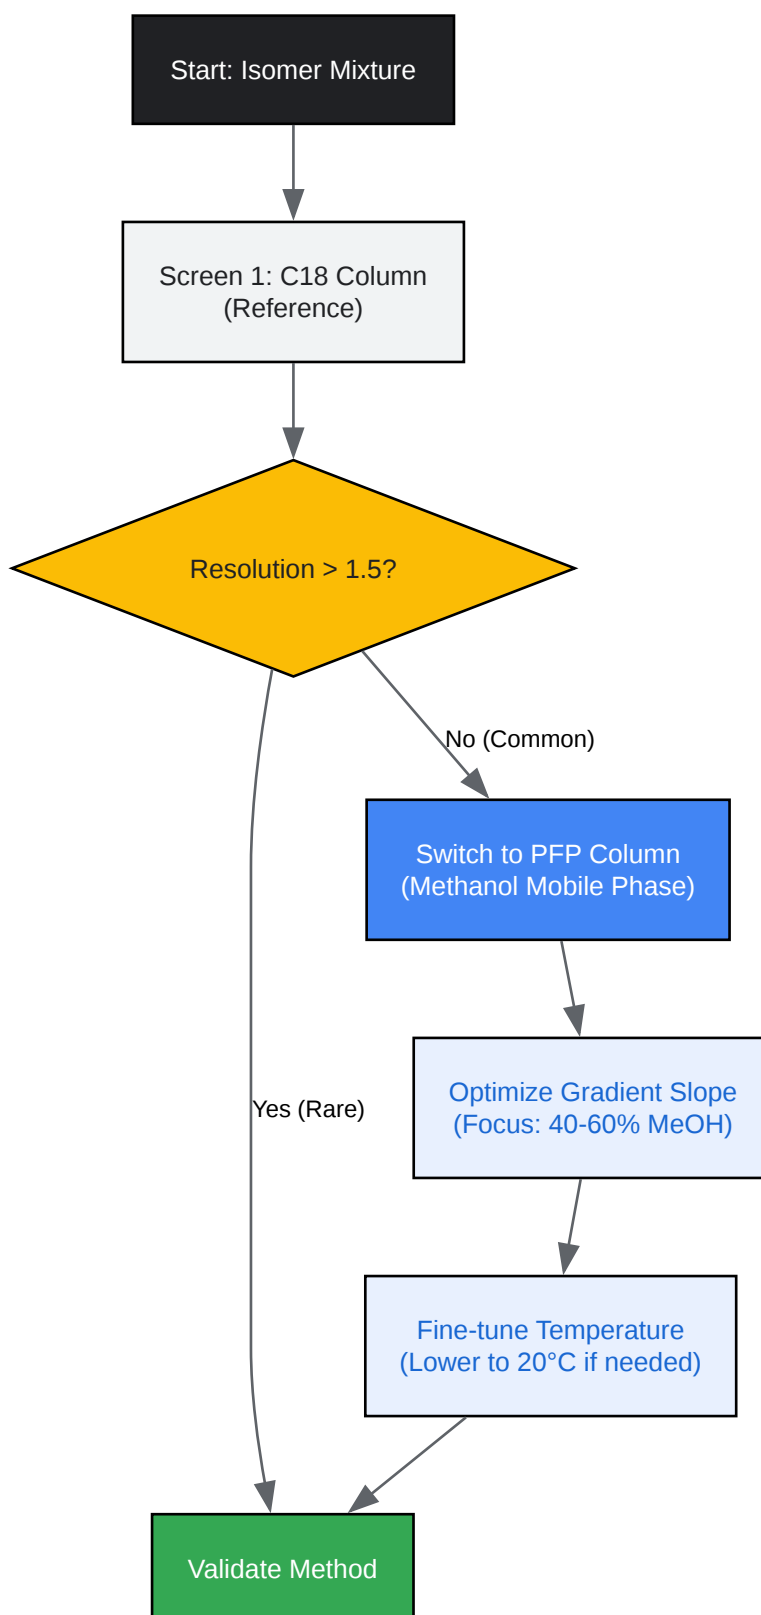 Start: Isomer Mixture
Screen 1: C18 Column
(Reference)
Resolution > 1.5?
No (Common)
Switch to PFP Column
(Methanol Mobile Phase)
Optimize Gradient Slope
(Focus: 40-60% MeOH)
Yes (Rare)
Fine-tune Temperature
(Lower to 20°C if needed)
Validate Method